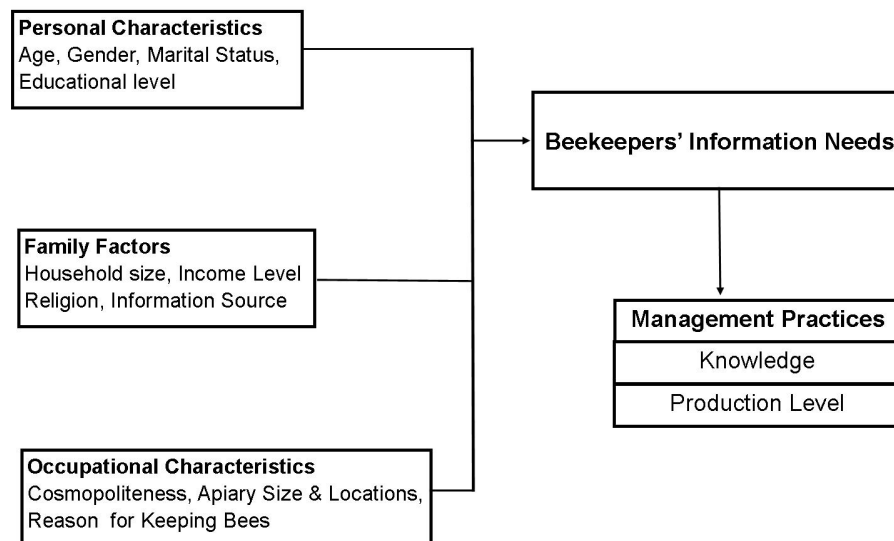 Personal Characteristics
Age, Gender, Marital Status,
Educational level
Beekeepers' Information Needs
Family Factors
Household size, Income Level
Religion, Information Source
Management Practices
Knowledge
Production Level
Occupational Characteristics
Cosmopoliteness, Apiary Size & Locations,
Reason for Keeping Bees